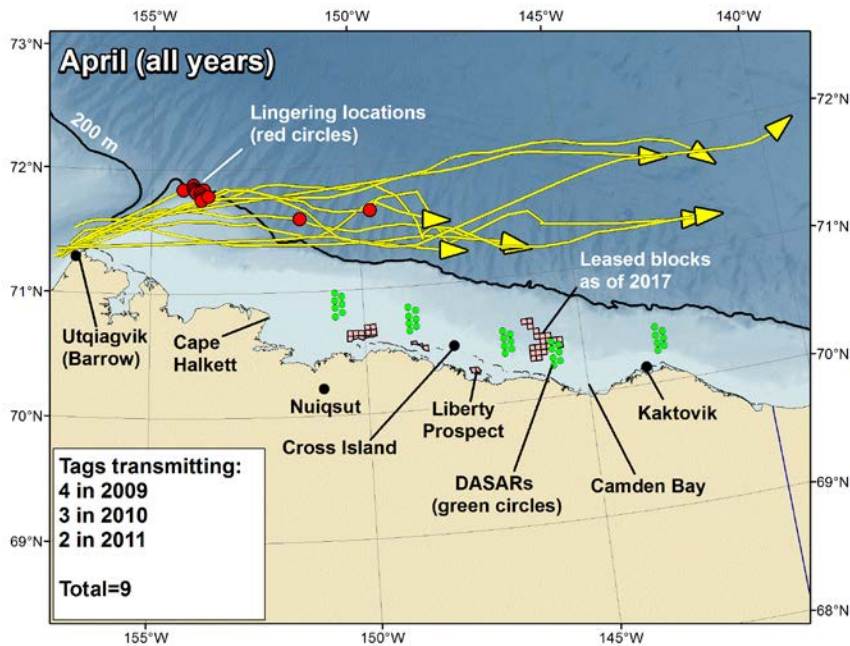 155°W 150°W 145°W 140°W
73°N
April (all years)
200 m
Lingering locations
(red circles)
72°N
72°N
71°N
Leased blocks
as of 2017
71°N
Utqiagvik
(Barrow)
Cape
Halkett
70°N
70°N
Nuiqsut
Liberty
Prospect
Kaktovik
Cross Island
DASARs
(green circles)
Camden Bay
69°N
Tags transmitting:
4 in 2009
3 in 2010
2 in 2011
Total=9
69°N
68°N
155°W 150°W 145°W